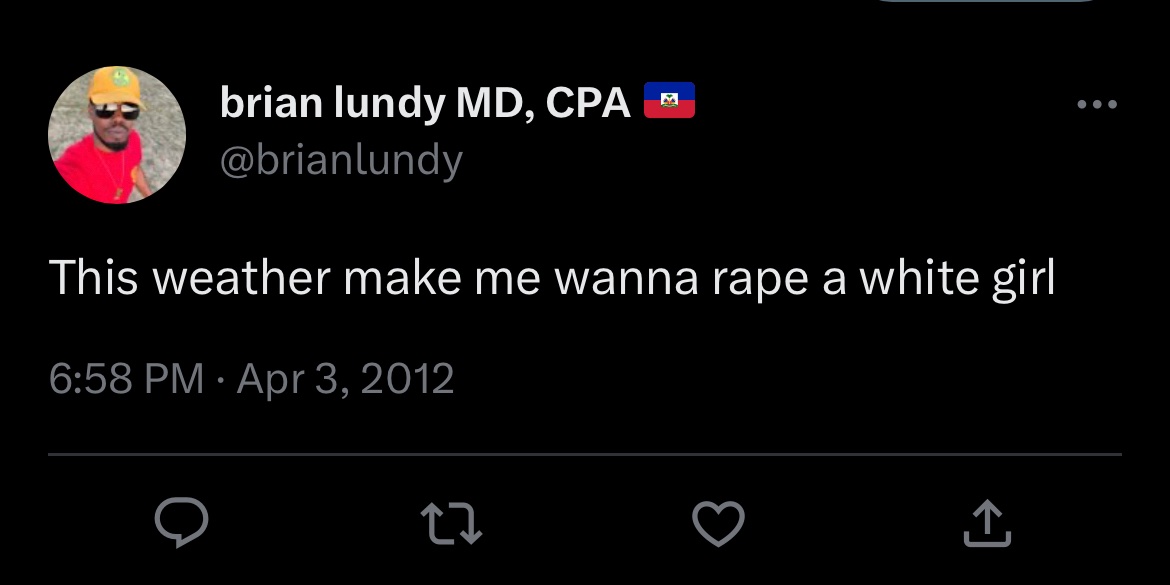 brian lundy MD, CPA 🇭🇹
@brianlundy
This weather make me wanna rape a white girl
6:58 PM · Apr 3, 2012